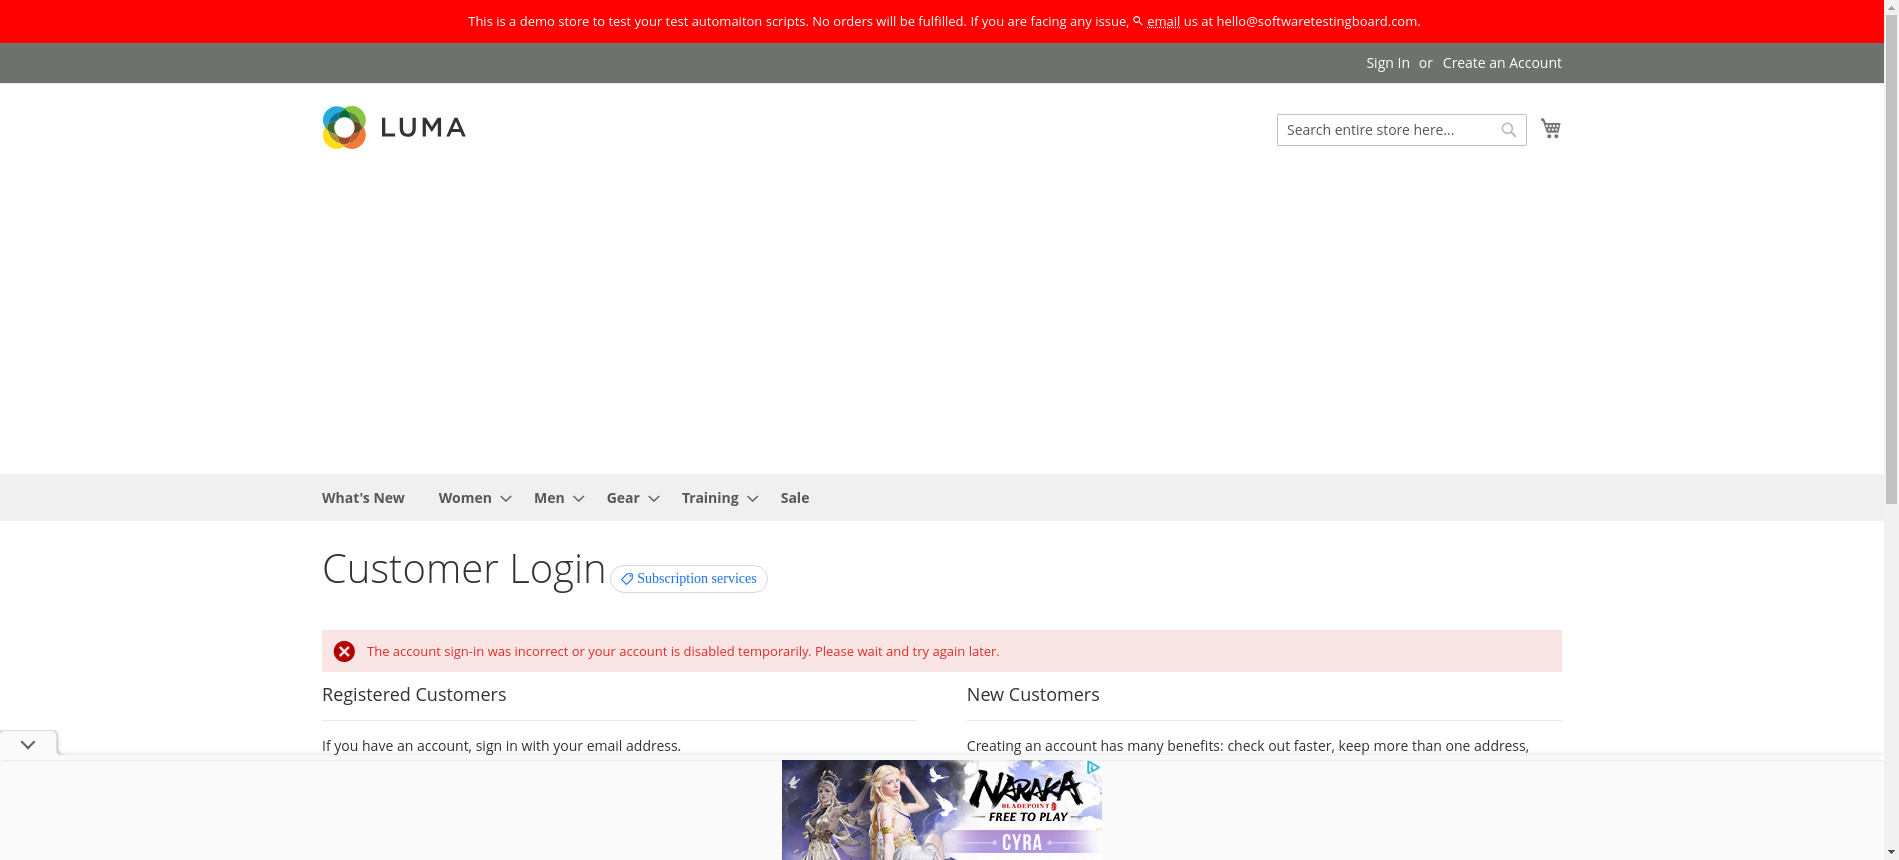 This is a demo store to test your test automaiton scripts. No orders will be fulfilled. If you are facing any issue, email us at hello@softwaretestingboard.com.
Sign In or Create an Account
LUMA
Search entire store here...
What's New Women Men Gear Training Sale
Customer Login Subscription services
The account sign-in was incorrect or your account is disabled temporarily. Please wait and try again later.
Registered Customers
New Customers
If you have an account, sign in with your email address.
Creating an account has many benefits: check out faster, keep more than one address,
NARAKA
BLADEPOINT
FREE TO PLAY
CYRA